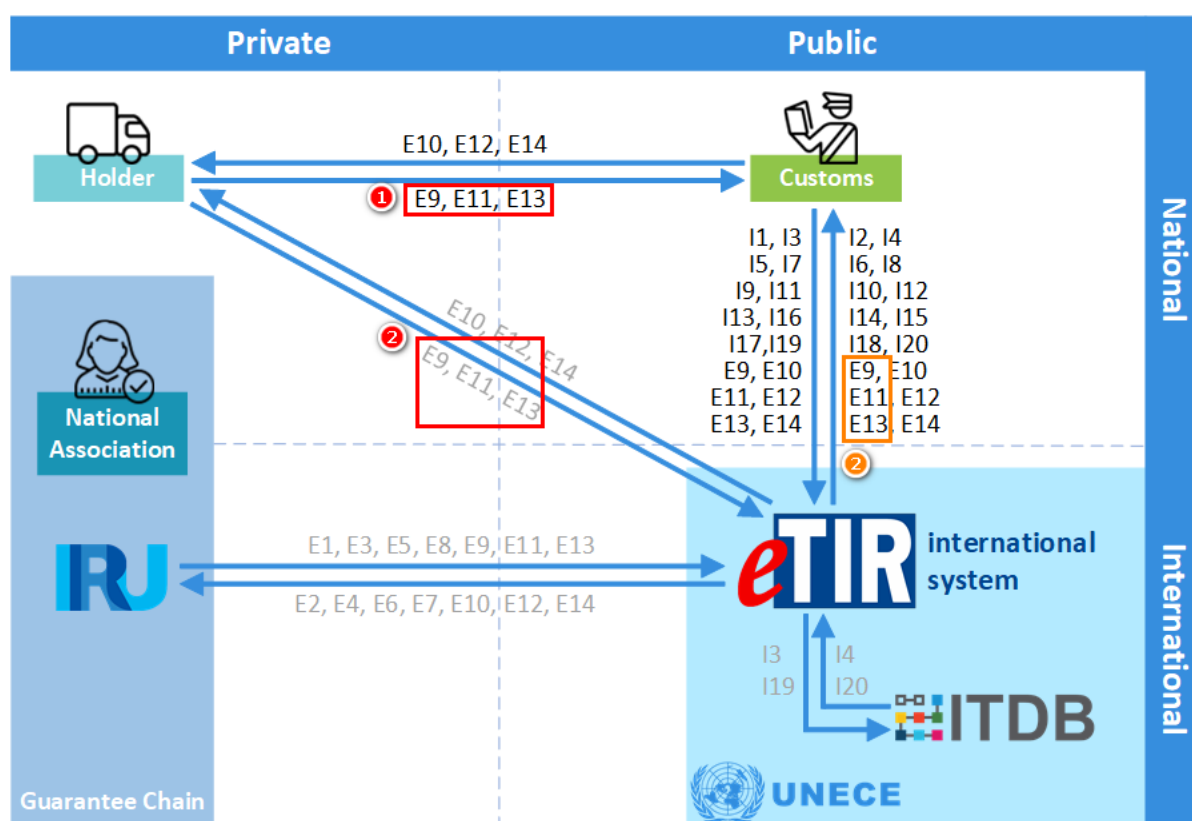 Private
Public
National
International
Holder
Customs
E10, E12, E14
1
E9, E11, E13
I1, I3
I5, I7
I9, I11
I13, I16
I17,I19
E9, E10
E11, E12
E13, E14
I2, I4
I6, I8
I10, I12
I14, I15
I18, I20
E9, E10
E11, E12
E13, E14
2
E10, E12, E14
2
E9, E11, E13
National
Association
IRU
E1, E3, E5, E8, E9, E11, E13
E2, E4, E6, E7, E10, E12, E14
eTIR
international
system
I3
I19
I4
I20
ITDB
UNECE
Guarantee Chain